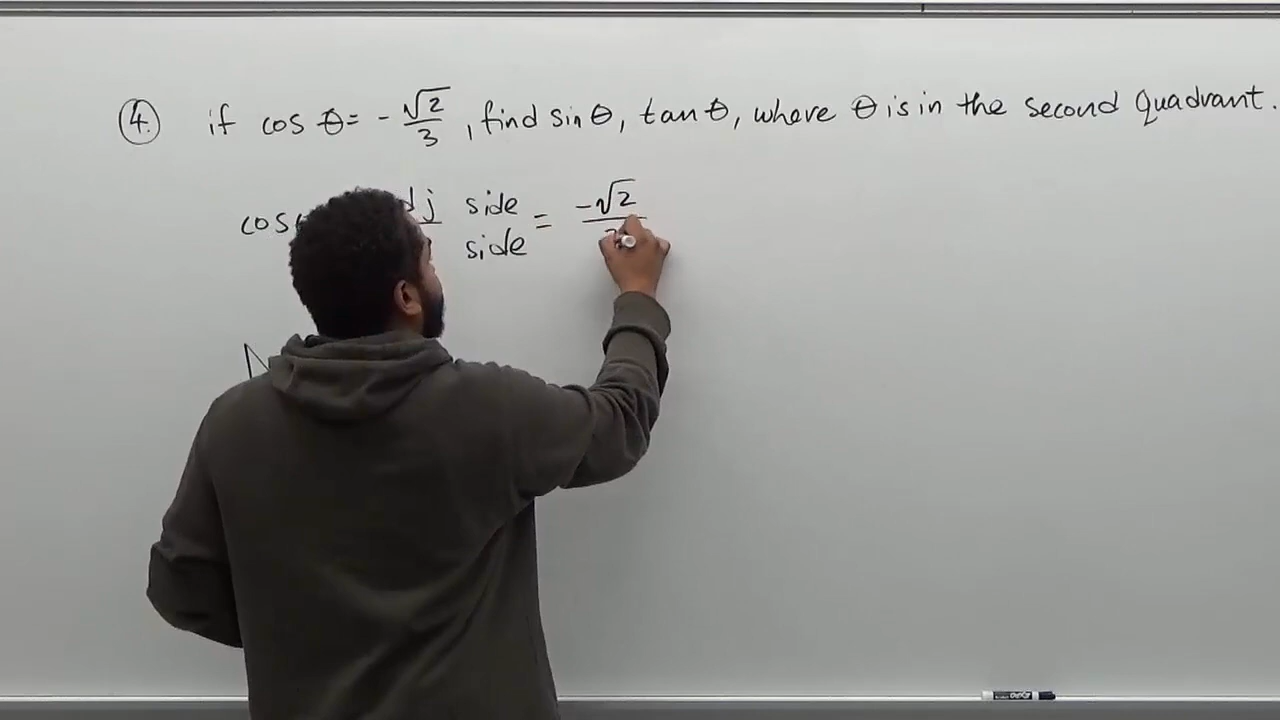 4. if cos θ = -√2/3, find sin θ, tan θ, where θ is in the second quadrant.
cos dj side / side = -√2/